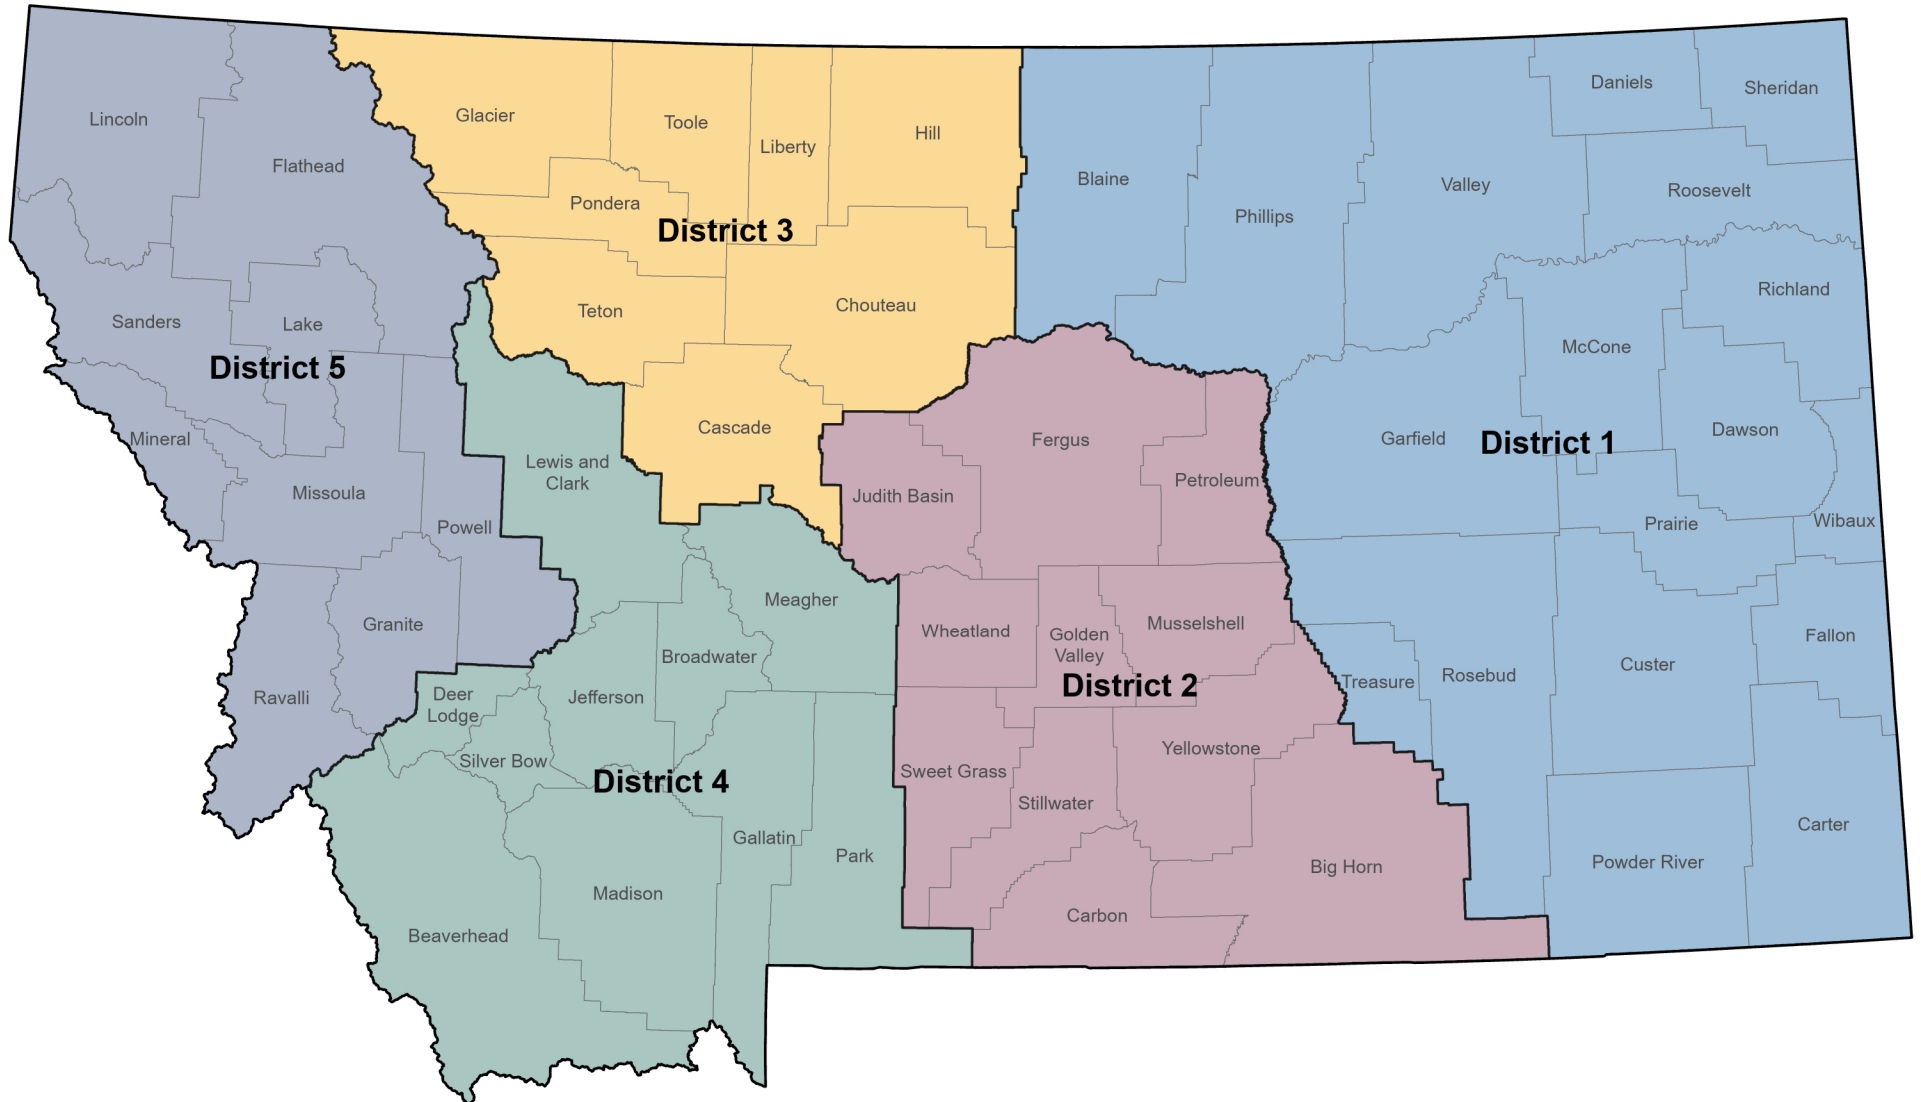 Lincoln
Flathead
Sanders
Lake
District 5
Mineral
Missoula
Powell
Granite
Ravalli
Glacier
Toole
Liberty
Hill
Pondera
District 3
Teton
Chouteau
Cascade
Lewis and
Clark
Meagher
Broadwater
Jefferson
Deer
Lodge
Silver Bow
District 4
Gallatin
Park
Madison
Beaverhead
Fergus
Petroleum
Judith Basin
Wheatland
Golden
Valley
Musselshell
District 2
Yellowstone
Sweet Grass
Stillwater
Big Horn
Carbon
Daniels
Sheridan
Blaine
Valley
Roosevelt
Phillips
Richland
McCone
Garfield
District 1
Dawson
Prairie
Wibaux
Fallon
Custer
Rosebud
Treasure
Carter
Powder River